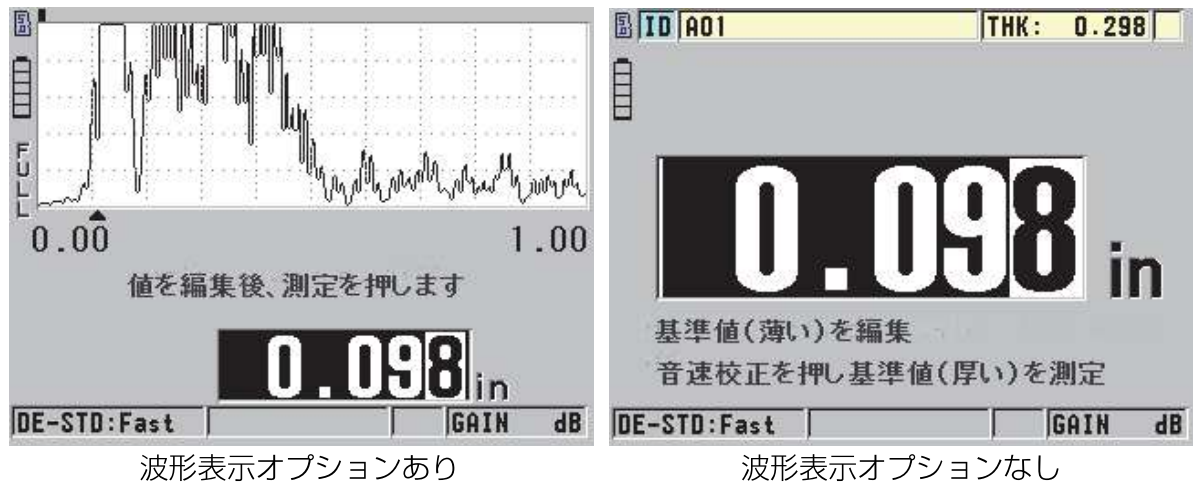 FULL
0.00 1.00
値を編集後、測定を押します
0.098 in
DE-STD:Fast GAIN dB
波形表示オプションあり
ID A01 THK: 0.298
0.098 in
基準値(薄い)を編集
音速校正を押し基準値(厚い)を測定
DE-STD:Fast GAIN dB
波形表示オプションなし